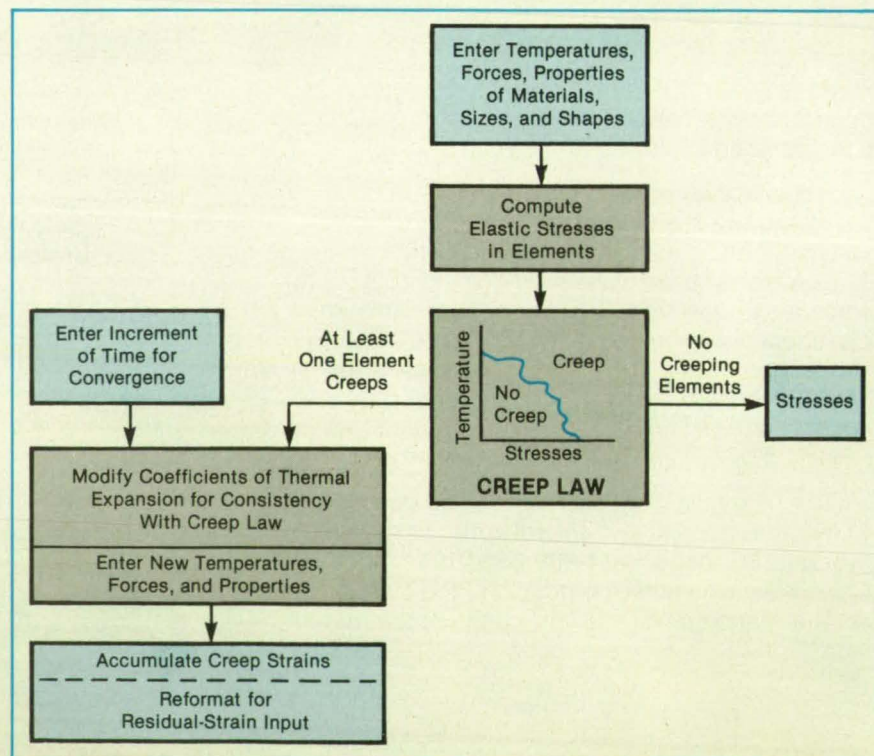 Enter Temperatures,
Forces, Properties
of Materials,
Sizes, and Shapes
Compute
Elastic Stresses
in Elements
Enter Increment
of Time for
Convergence
At Least
One Element
Creeps
Temperature
Creep
No
Creep
Stresses
CREEP LAW
No
Creeping
Elements
Stresses
Modify Coefficients of Thermal
Expansion for Consistency
With Creep Law
Enter New Temperatures,
Forces, and Properties
Accumulate Creep Strains
Reformat for
Residual-Strain Input